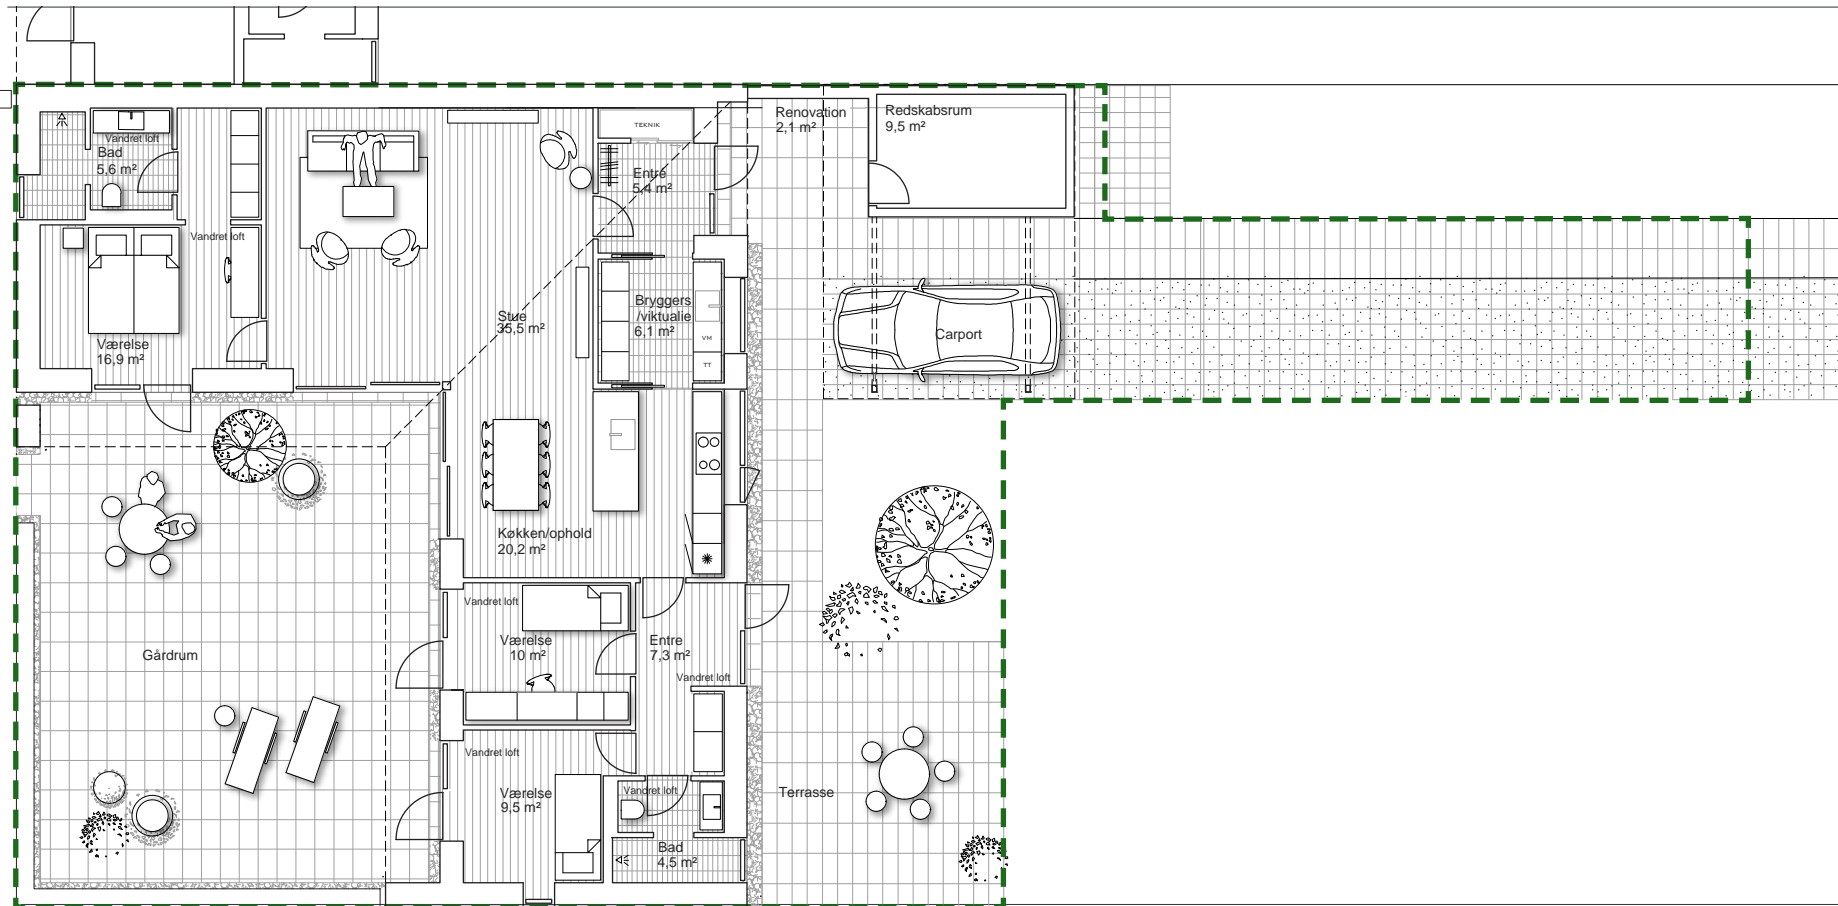 Vandret loft
Bad
5,6 m²
TEKNIK
Entré
5,4 m²
Renovation
2,1 m²
Redskabsrum
9,5 m²
Vandret loft
Værelse
16,9 m²
Stue
35,5 m²
Bryggers
/viktualie
6,1 m²
VM
TT
Carport
Køkken/ophold
20,2 m²
Vandret loft
Værelse
10 m²
Entre
7,3 m²
Vandret loft
Gårdrum
Vandret loft
Værelse
9,5 m²
Vandret loft
Bad
4,5 m²
Terrasse